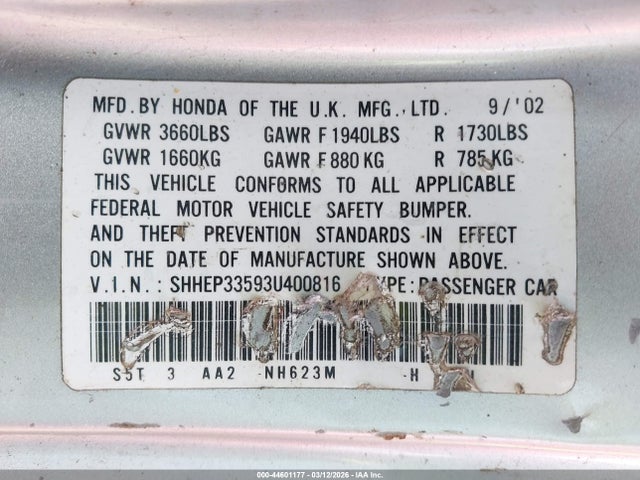 MFD. BY HONDA OF THE U.K. MFG., LTD. 9/'02
GVWR 3660LBS GAWR F 1940LBS R 1730LBS
GVWR 1660KG GAWR F 880 KG R 785 KG
THIS VEHICLE CONFORMS TO ALL APPLICABLE
FEDERAL MOTOR VEHICLE SAFETY BUMPER.
AND THEFT PREVENTION STANDARDS IN EFFECT
ON THE DATE OF MANUFACTURE SHOWN ABOVE.
V.I.N.: SHHEP33593U400816 TYPE: PASSENGER CAR
S5T 3 AA2 NH623M H
000-44601177 - 03/12/2026 - IAA Inc.